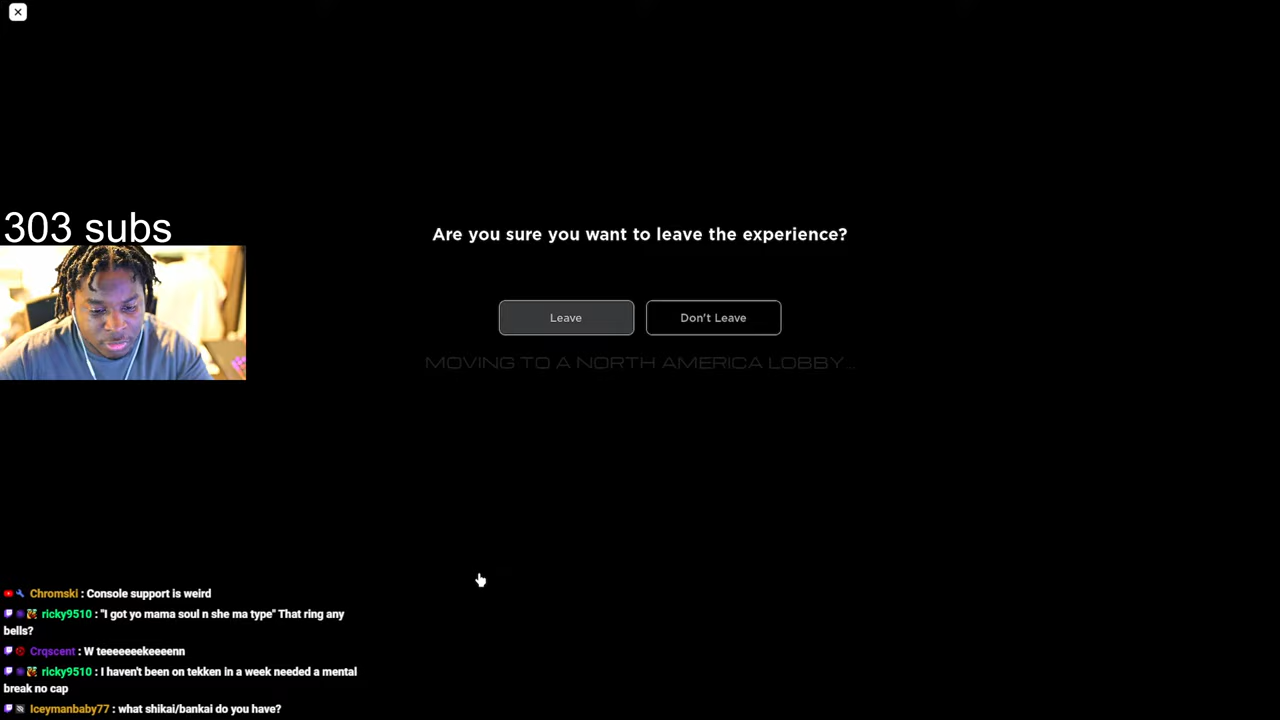 303 subs
Are you sure you want to leave the experience?
Leave
Don't Leave
MOVING TO A NORTH AMERICA LOBBY...
Chromski : Console support is weird
ricky9510 : "I got yo mama soul n she ma type" That ring any
bells?
Crqscent : W teeeeeeekeeeenn
ricky9510 : I haven't been on tekken in a week needed a mental
break no cap
Iceymanbaby77 : what shikai/bankai do you have?